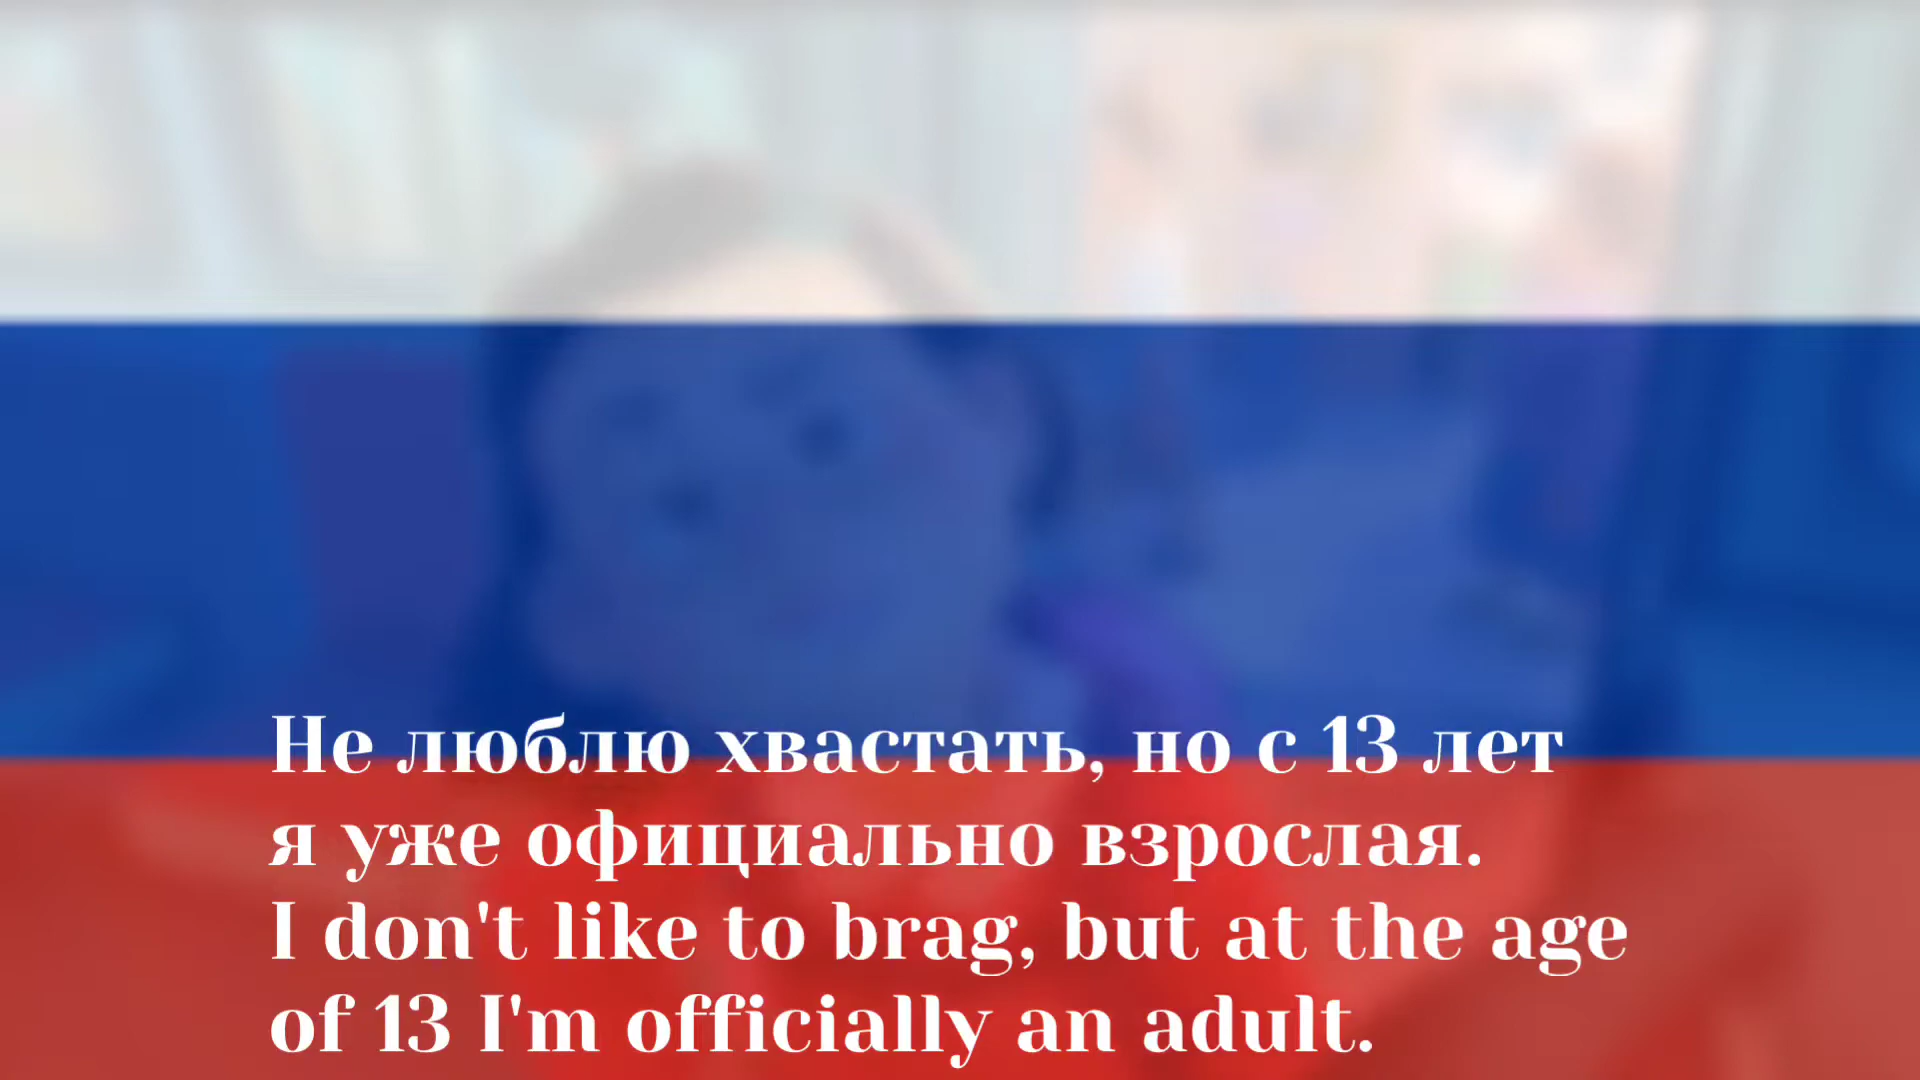 Не люблю хвастать, но с 13 лет
я уже официально взрослая.
I don't like to brag, but at the age
of 13 I'm officially an adult.